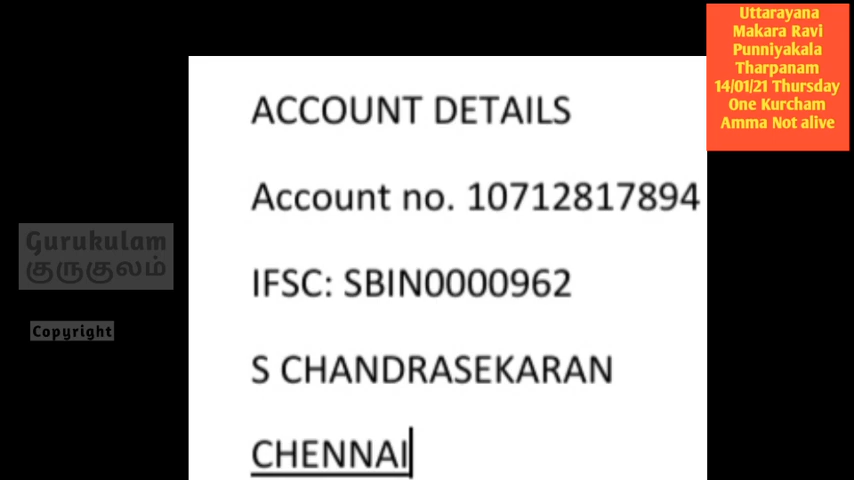 Uttarayana
Makara Ravi
Punniyakala
Tharpanam
14/01/21 Thursday
One Kurcham
Amma Not alive
ACCOUNT DETAILS
Account no. 10712817894
IFSC: SBIN0000962
S CHANDRASEKARAN
CHENNAI
Gurukulam
குருகுலம்
Copyright